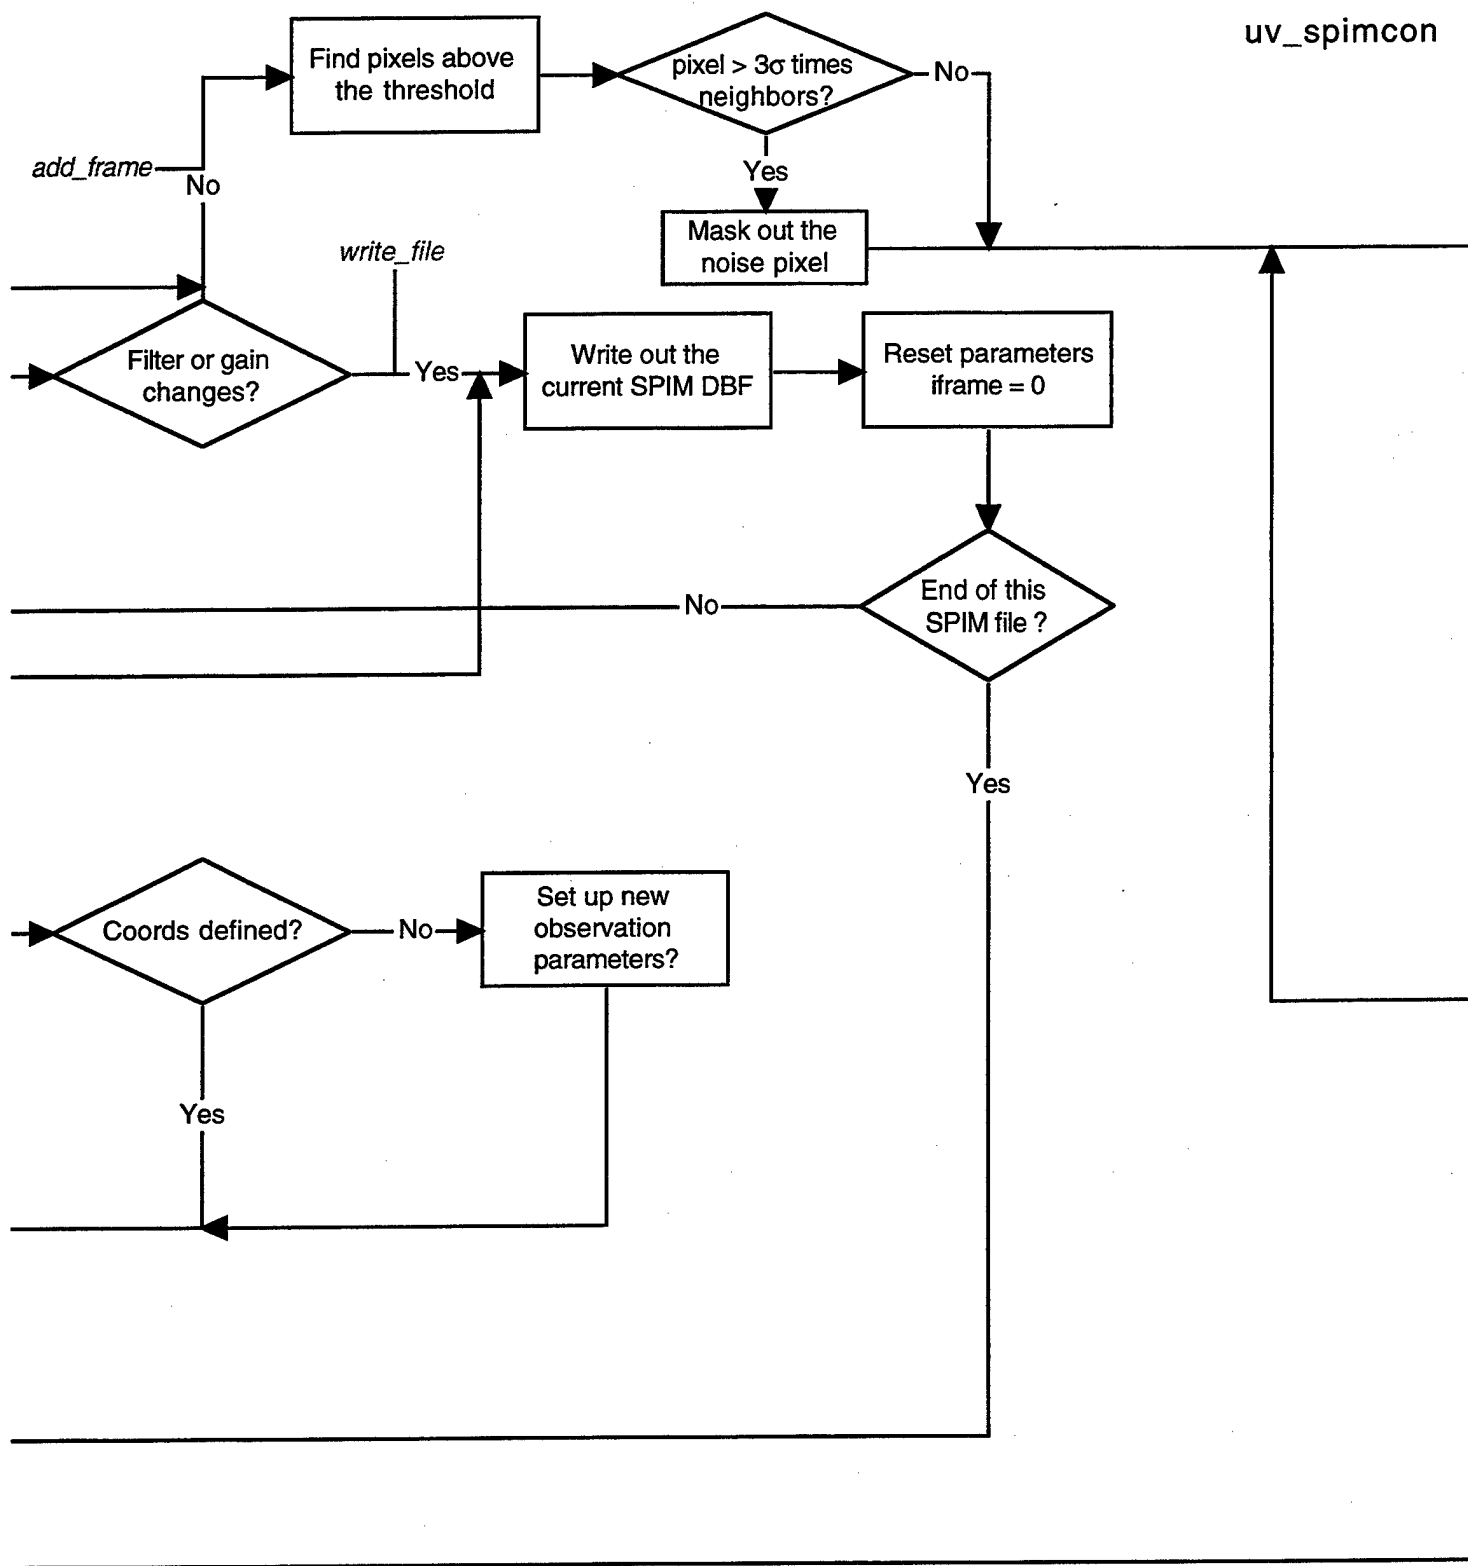 uv_spimcon
Find pixels above
the threshold
pixel > 3σ times
neighbors?
No
add_frame
No
Yes
Mask out the
noise pixel
write_file
Filter or gain
changes?
Yes
Write out the
current SPIM DBF
Reset parameters
iframe = 0
No
End of this
SPIM file ?
Yes
Coords defined?
No
Set up new
observation
parameters?
Yes